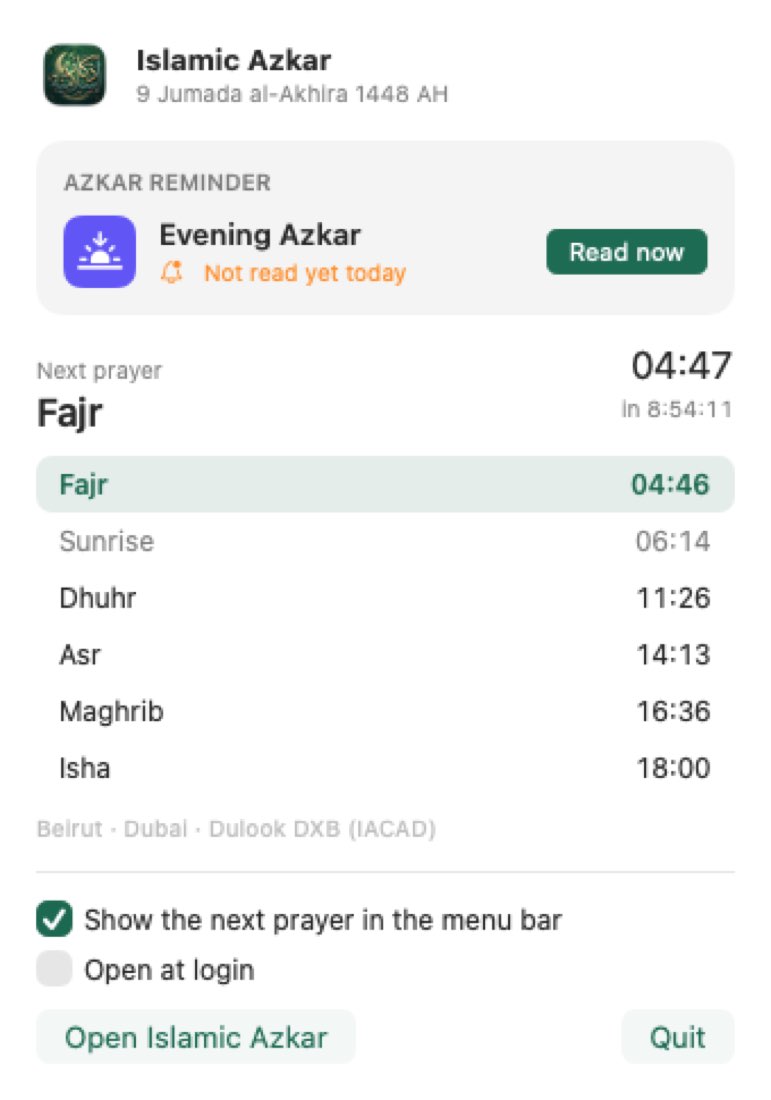 Islamic Azkar
9 Jumada al-Akhira 1448 AH
AZKAR REMINDER
Evening Azkar
Not read yet today
Read now
Next prayer
04:47
Fajr
in 8:54:11
Fajr 04:46
Sunrise 06:14
Dhuhr 11:26
Asr 14:13
Maghrib 16:36
Isha 18:00
Beirut · Dubai · Dulook DXB (IACAD)
Show the next prayer in the menu bar
Open at login
Open Islamic Azkar
Quit